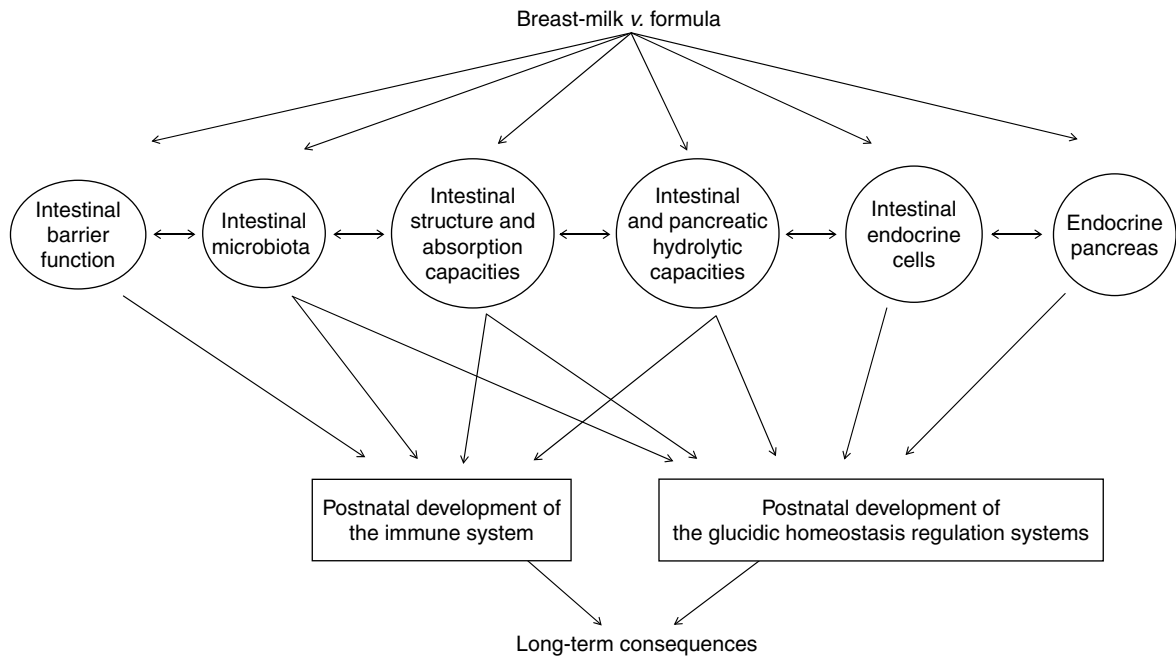 Breast-milk v. formula
Intestinal
barrier
function
Intestinal
microbiota
Intestinal
structure and
absorption
capacities
Intestinal
and pancreatic
hydrolytic
capacities
Intestinal
endocrine
cells
Endocrine
pancreas
Postnatal development of
the immune system
Postnatal development of
the glucidic homeostasis regulation systems
Long-term consequences